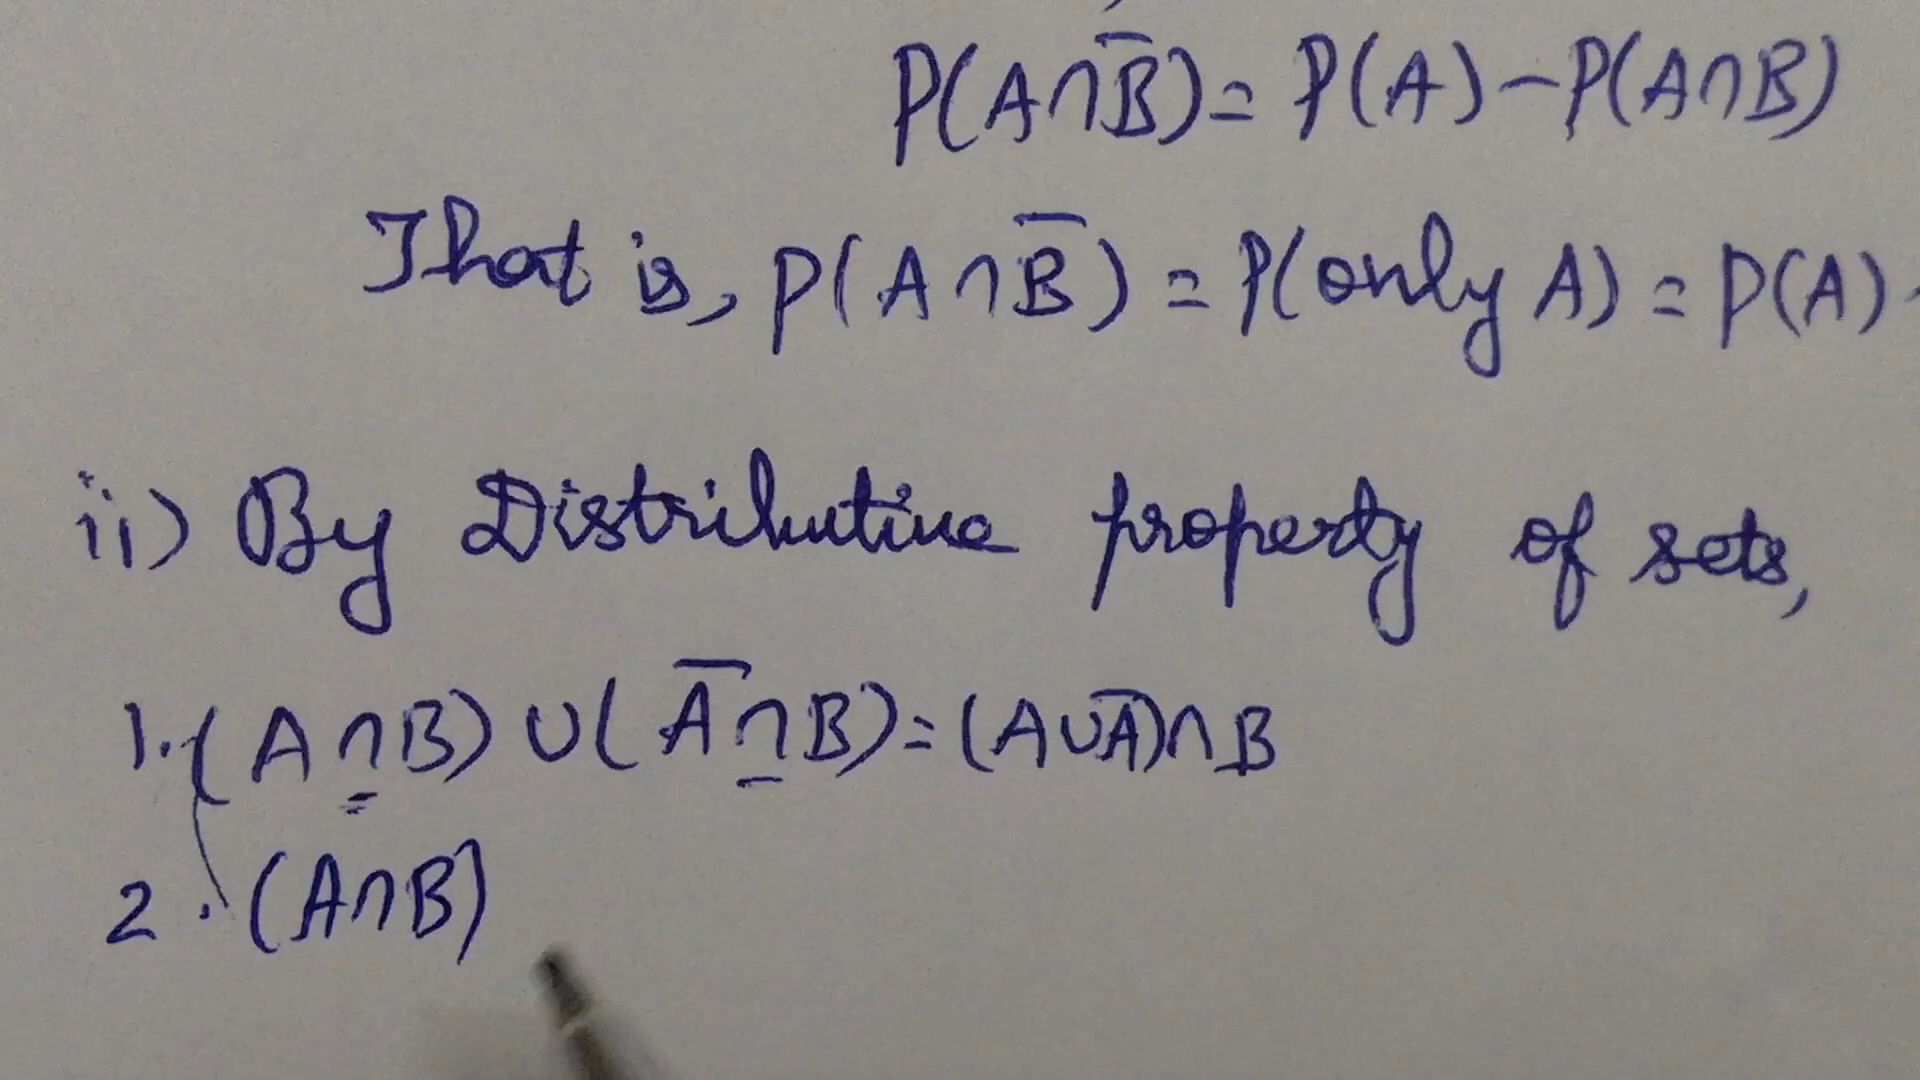 P(A∩B̅) = P(A) - P(A∩B)
That is, P(A∩B̅) = P(only A) = P(A) -
ii) By Distributive property of sets,
1. (A∩B) ∪ (A̅∩B) = (A∪A̅)∩B
2. (A∩B)